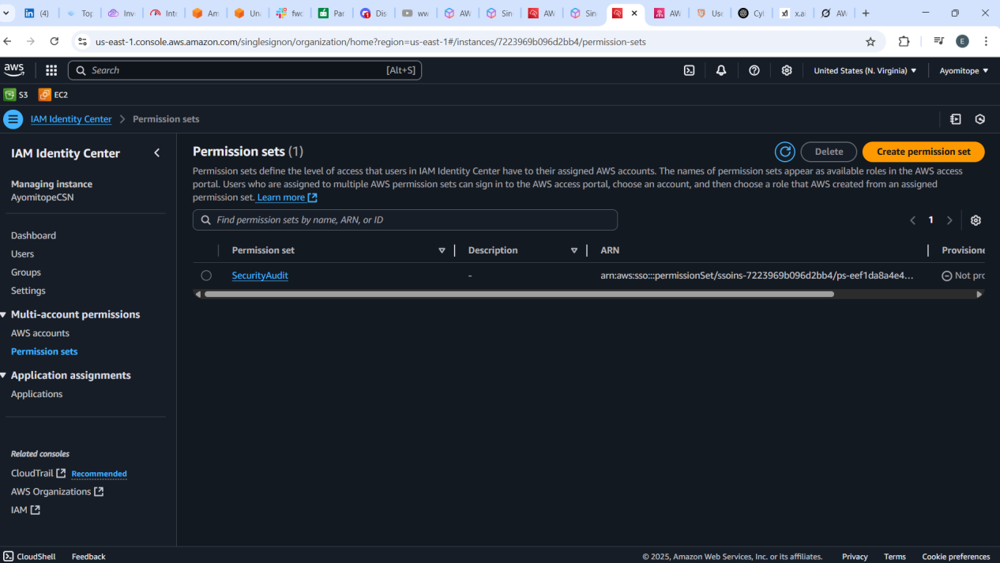 (4)
Top
Inv
Inte
Am
Una
fwc
Par
Dis
ww
AW
Sin
AW
Sin
AW
Use
Cyl
x.ai
AW
us-east-1.console.aws.amazon.com/singlesignon/organization/home?region=us-east-1#/instances/7223969b096d2bb4/permission-sets
E
aws
Search
[Alt+S]
United States (N. Virginia)
Ayomitope
S3
EC2
IAM Identity Center
Permission sets
IAM Identity Center
Managing instance
AyomitopeCSN
Dashboard
Users
Groups
Settings
Multi-account permissions
AWS accounts
Permission sets
Application assignments
Applications
Related consoles
CloudTrail Recommended
AWS Organizations
IAM
Permission sets (1)
Delete
Create permission set
Permission sets define the level of access that users in IAM Identity Center have to their assigned AWS accounts. The names of permission sets appear as available roles in the AWS access
portal. Users who are assigned to multiple AWS permission sets can sign in to the AWS access portal, choose an account, and then choose a role that AWS created from an assigned
permission set. Learn more
Find permission sets by name, ARN, or ID
1
Permission set Description ARN Provisione
SecurityAudit - arn:aws:sso:::permissionSet/ssoins-7223969b096d2bb4/ps-eef1da8a4e4... Not pro
CloudShell Feedback © 2025, Amazon Web Services, Inc. or its affiliates. Privacy Terms Cookie preferences